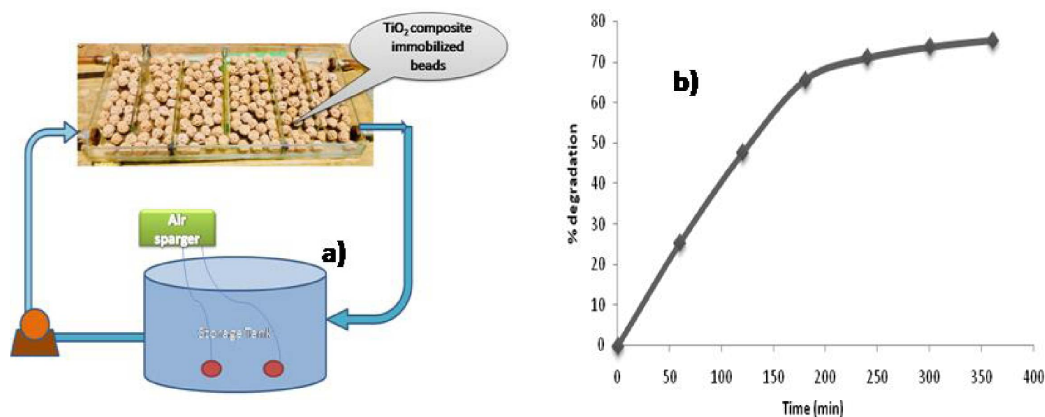 TiO₂ composite
immobilized
beads
Air
sparger
a)
Storage Tank
b)
% degradation
80
70
60
50
40
30
20
10
0
0 50 100 150 200 250 300 350 400
Time (min)